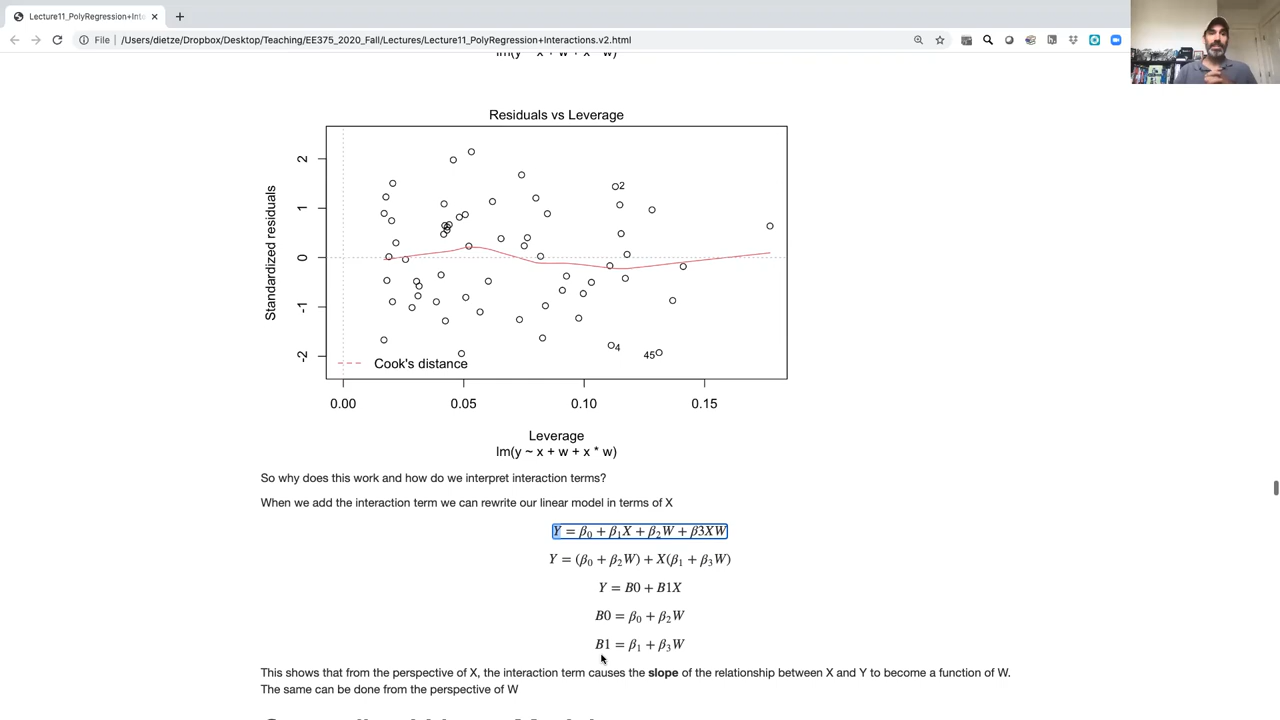 Lecture11_PolyRegression+Inte
File | /Users/dietze/Dropbox/Desktop/Teaching/EE375_2020_Fall/Lectures/Lecture11_PolyRegression+Interactions.v2.html
lm(y ~ x + w + x * w)
Residuals vs Leverage
Standardized residuals
2
1
0
-1
-2
2
4
45
Cook's distance
0.00 0.05 0.10 0.15
Leverage
lm(y ~ x + w + x * w)
So why does this work and how do we interpret interaction terms?
When we add the interaction term we can rewrite our linear model in terms of X
Y = β₀ + β₁X + β₂W + β3XW
Y = (β₀ + β₂W) + X(β₁ + β₃W)
Y = B0 + B1X
B0 = β₀ + β₂W
B1 = β₁ + β₃W
This shows that from the perspective of X, the interaction term causes the slope of the relationship between X and Y to become a function of W.
The same can be done from the perspective of W